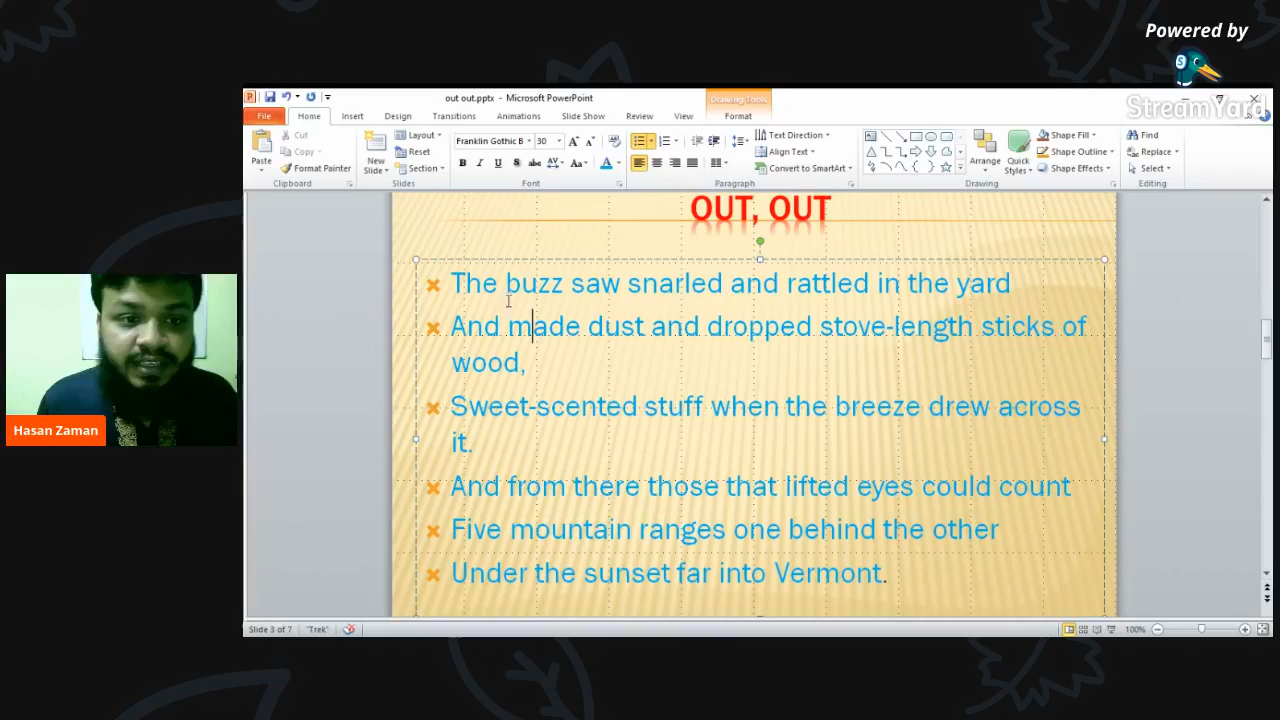 Powered by
StreamYard
out out.pptx - Microsoft PowerPoint
Drawing Tools
File Home Insert Design Transitions Animations Slide Show Review View Format
Paste
Cut
Copy
Format Painter
Clipboard
New
Slide
Layout
Reset
Section
Slides
Franklin Gothic B 30
Font
Paragraph
Text Direction
Align Text
Convert to SmartArt
Arrange
Quick
Styles
Drawing
Shape Fill
Shape Outline
Shape Effects
Find
Replace
Select
Editing
OUT, OUT
The buzz saw snarled and rattled in the yard
And made dust and dropped stove-length sticks of
wood,
Sweet-scented stuff when the breeze drew across
it.
And from there those that lifted eyes could count
Five mountain ranges one behind the other
Under the sunset far into Vermont.
Hasan Zaman
Slide 3 of 7 "Trek" 100%